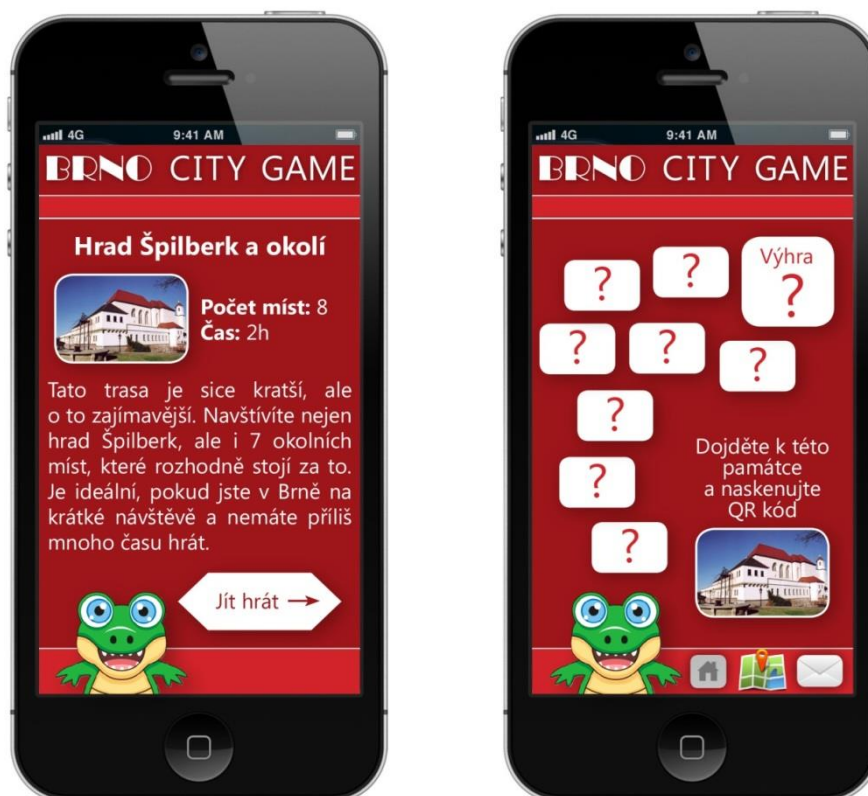 4G 9:41 AM
BRNO CITY GAME
Hrad Špilberk a okolí
Počet míst: 8
Čas: 2h
Tato trasa je sice kratší, ale
o to zajímavější. Navštívíte nejen
hrad Špilberk, ale i 7 okolních
míst, které rozhodně stojí za to.
Je ideální, pokud jste v Brně na
krátké návštěvě a nemáte příliš
mnoho času hrát.
Jít hrát
4G 9:41 AM
BRNO CITY GAME
Výhra
?
?
?
?
?
?
?
?
?
Dojděte k této
památce
a naskenujte
QR kód